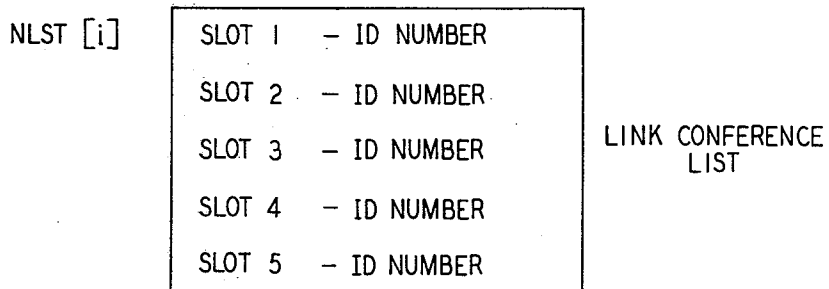 NLST [i]
SLOT 1 – ID NUMBER
SLOT 2 – ID NUMBER
SLOT 3 – ID NUMBER
SLOT 4 – ID NUMBER
SLOT 5 – ID NUMBER
LINK CONFERENCE
LIST